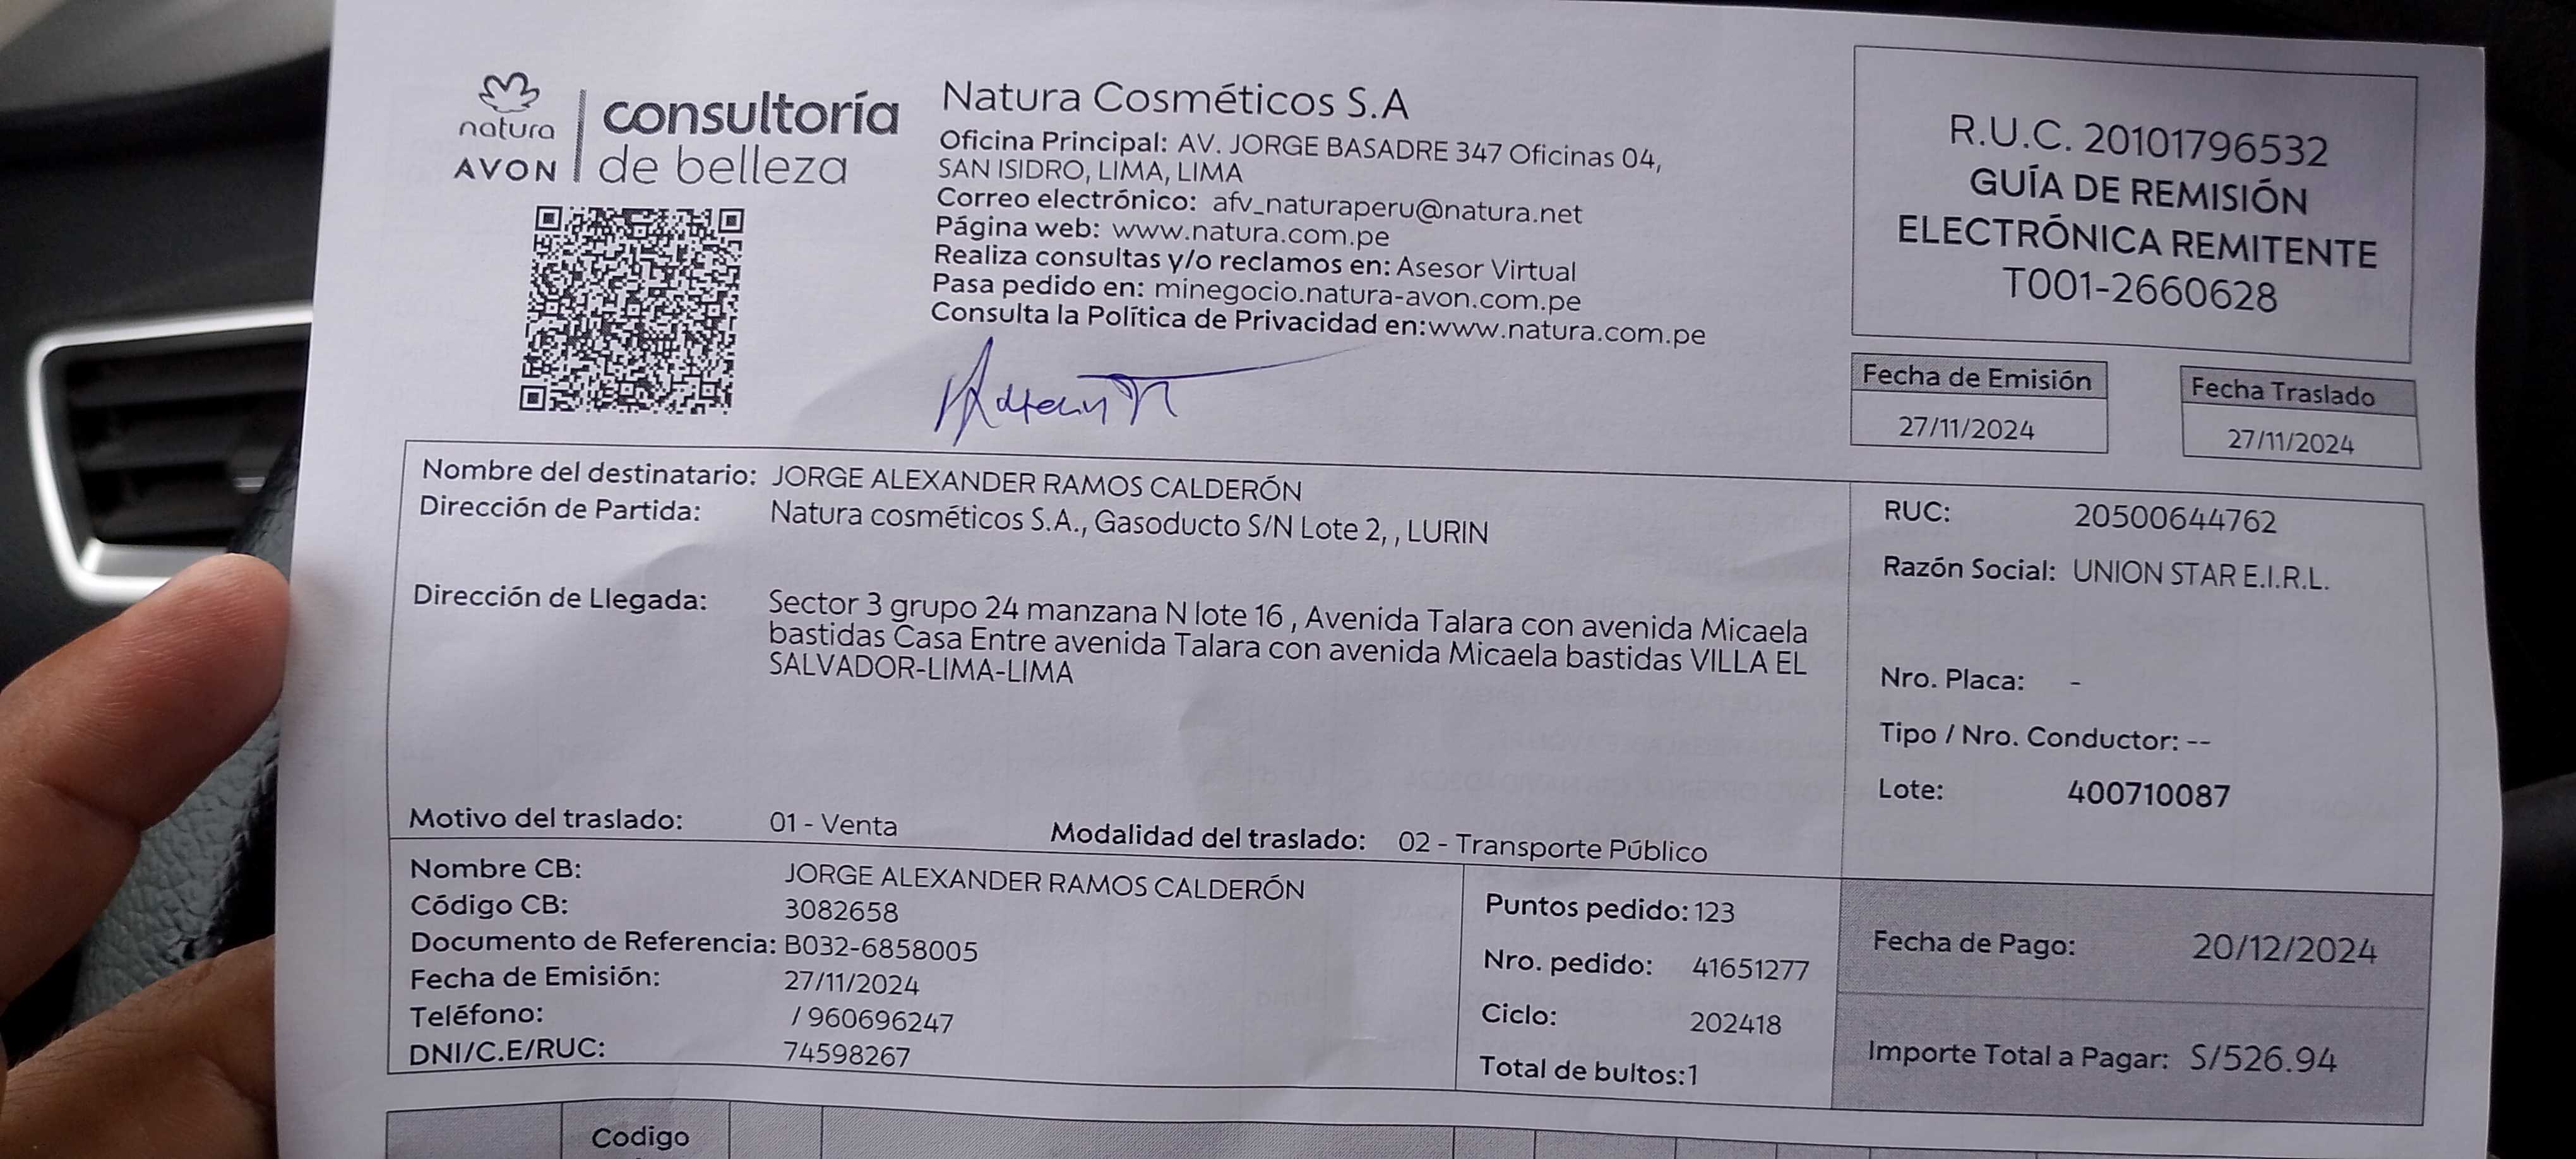 natura
AVON
consultoría
de belleza
Natura Cosméticos S.A
Oficina Principal: AV. JORGE BASADRE 347 Oficinas 04,
SAN ISIDRO, LIMA, LIMA
Correo electrónico: afv_naturaperu@natura.net
Página web: www.natura.com.pe
Realiza consultas y/o reclamos en: Asesor Virtual
Pasa pedido en: minegocio.natura-avon.com.pe
Consulta la Política de Privacidad en:www.natura.com.pe
R.U.C. 20101796532
GUÍA DE REMISIÓN
ELECTRÓNICA REMITENTE
T001-2660628
Fecha de Emisión
27/11/2024
Fecha Traslado
27/11/2024
Nombre del destinatario: JORGE ALEXANDER RAMOS CALDERÓN
Dirección de Partida: Natura cosméticos S.A., Gasoducto S/N Lote 2, , LURIN
Dirección de Llegada: Sector 3 grupo 24 manzana N lote 16 , Avenida Talara con avenida Micaela
bastidas Casa Entre avenida Talara con avenida Micaela bastidas VILLA EL
SALVADOR-LIMA-LIMA
Motivo del traslado: 01 - Venta Modalidad del traslado: 02 - Transporte Público
RUC: 20500644762
Razón Social: UNION STAR E.I.R.L.
Nro. Placa: -
Tipo / Nro. Conductor: --
Lote: 400710087
Nombre CB: JORGE ALEXANDER RAMOS CALDERÓN
Código CB: 3082658
Documento de Referencia: B032-6858005
Fecha de Emisión: 27/11/2024
Teléfono: / 960696247
DNI/C.E/RUC: 74598267
Puntos pedido: 123
Nro. pedido: 41651277
Ciclo: 202418
Total de bultos:1
Fecha de Pago: 20/12/2024
Importe Total a Pagar: S/526.94
Codigo